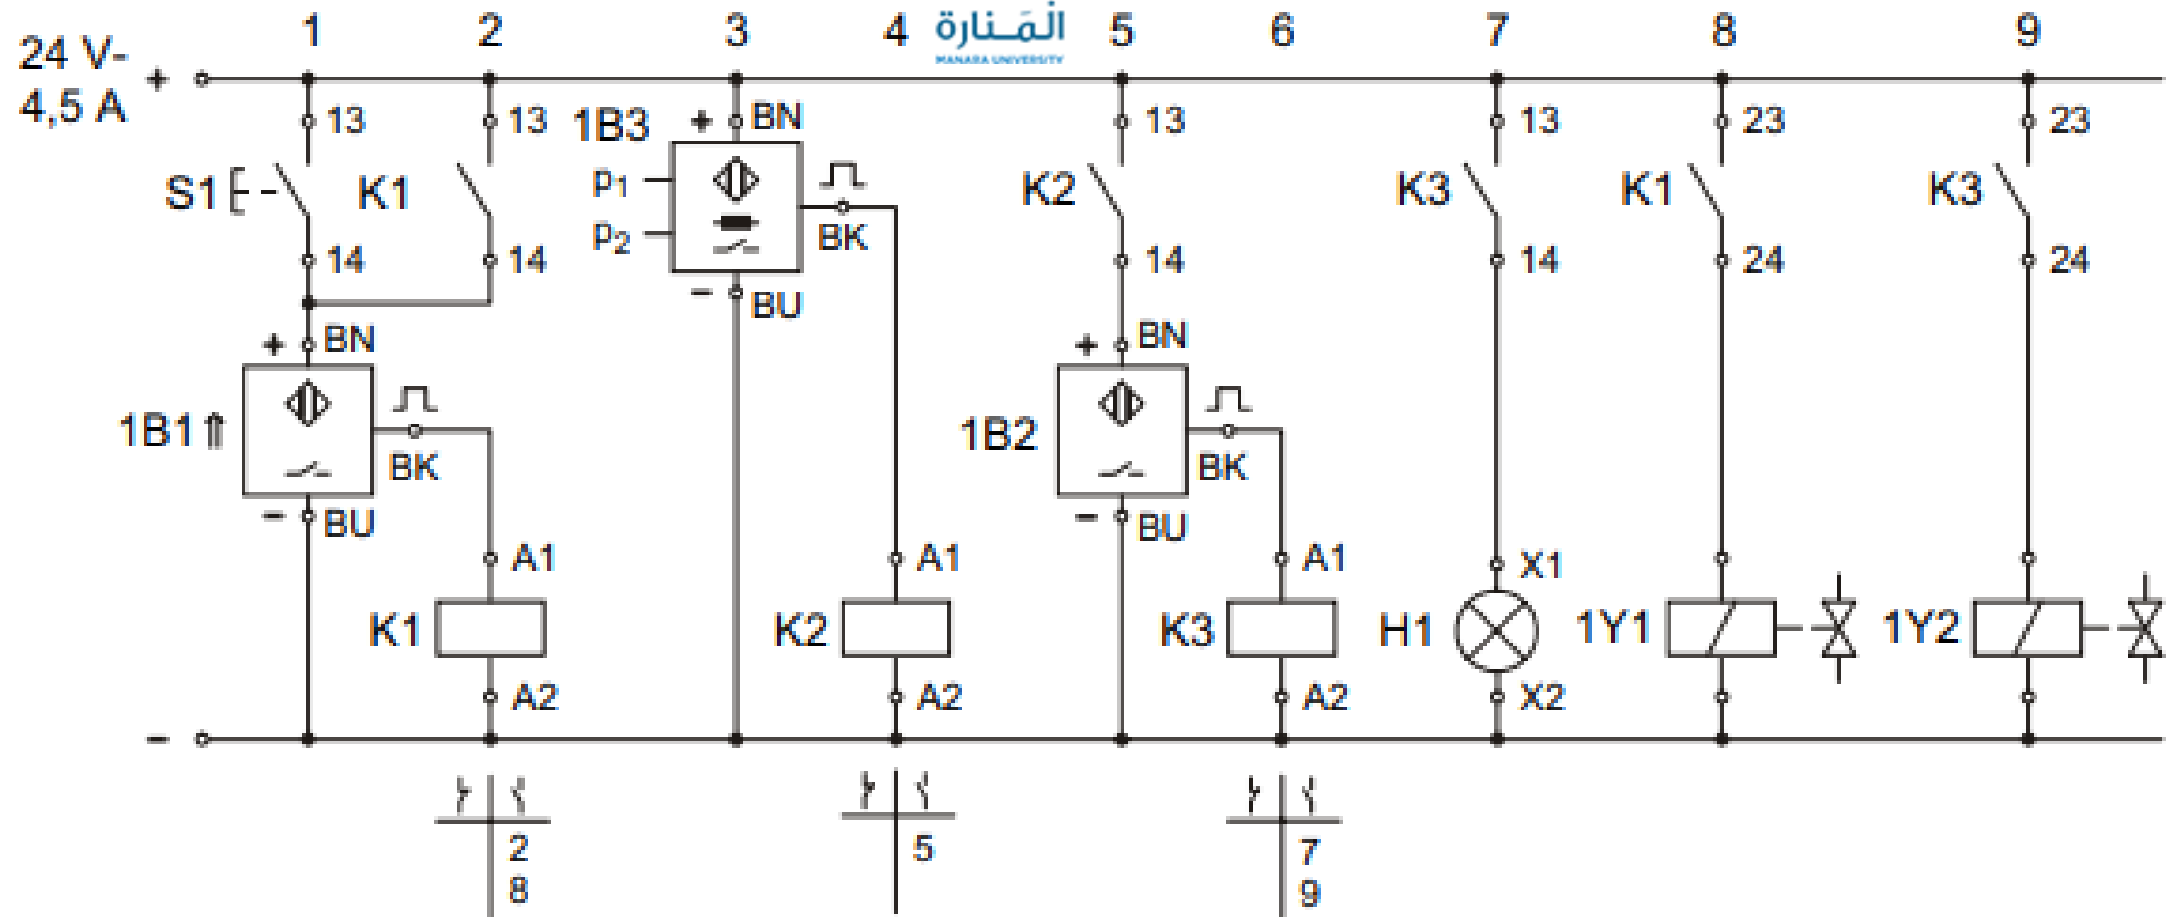 1 2 3 4 5 6 7 8 9
الْمَنارة
MANARA UNIVERSITY
24 V-
4,5 A
+
13 13 1B3 + BN 13 13 23 23
S1 K1 p1 K2 K3 K1 K3
p2 BK
14 14 - BU 14 14 24 24
+ BN + BN
1B1 ⇑ BK 1B2 BK
- BU - BU
A1 A1 A1 X1
K1 K2 K3 H1 1Y1 1Y2
A2 A2 A2 X2
-
2 5 7
8 9